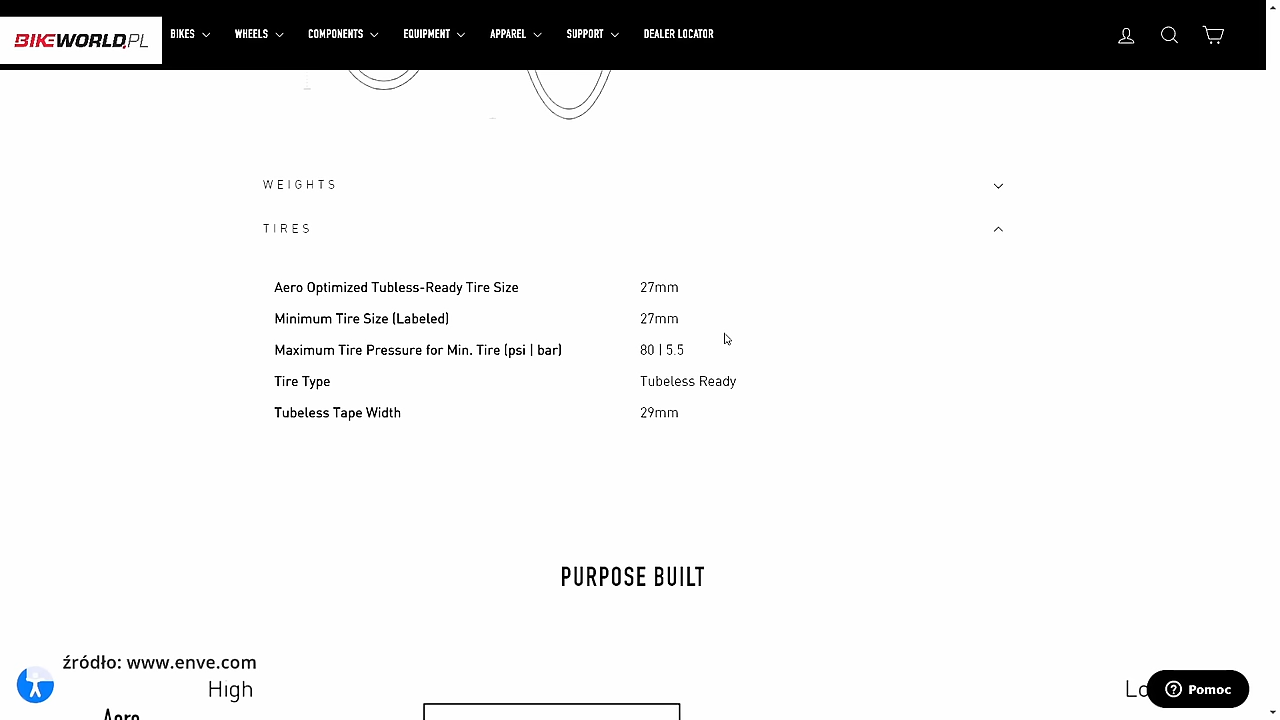 BIKEWORLD.PL BIKES WHEELS COMPONENTS EQUIPMENT APPAREL SUPPORT DEALER LOCATOR
WEIGHTS
TIRES
Aero Optimized Tubless-Ready Tire Size 27mm
Minimum Tire Size (Labeled) 27mm
Maximum Tire Pressure for Min. Tire (psi | bar) 80 | 5.5
Tire Type Tubeless Ready
Tubeless Tape Width 29mm
PURPOSE BUILT
źródło: www.enve.com
High
Pomoc
Aero